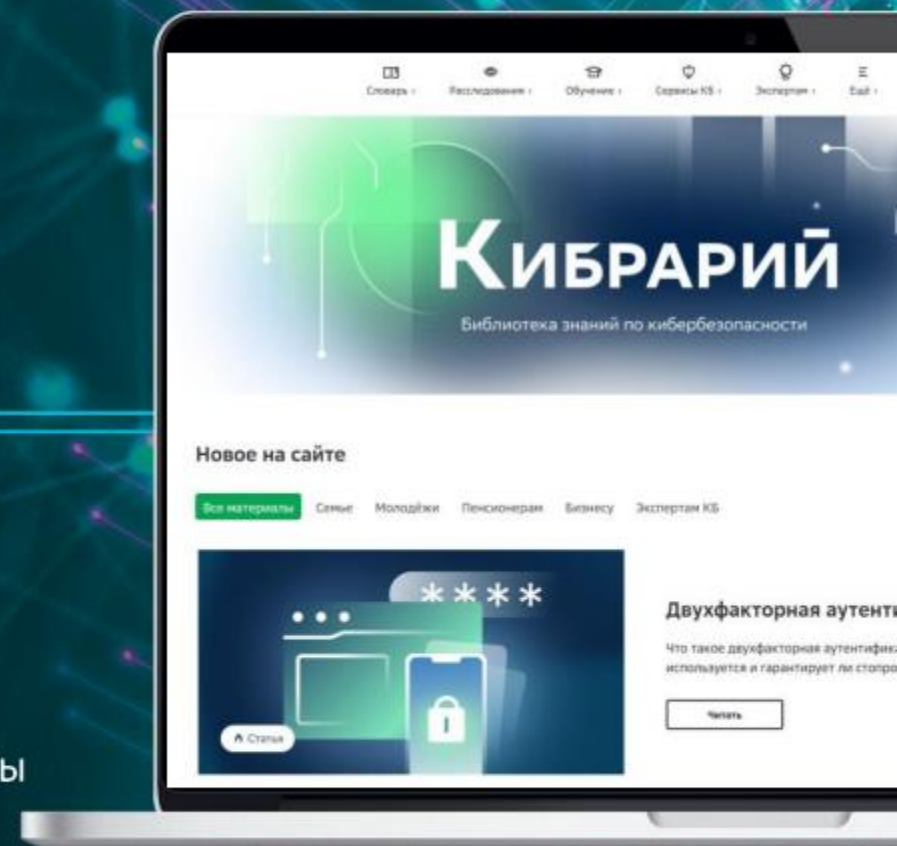 Словарь
Расследования
Обучение
Сервисы КБ
Экспертам
Ещё
Кибрарий
Библиотека знаний по кибербезопасности
Новое на сайте
Все материалы
Семье
Молодёжи
Пенсионерам
Бизнесу
Экспертам КБ
****
Двухфакторная аутенти
Что такое двухфакторная аутентифика
используется и гарантирует ли стопро
Читать
Статья
ы